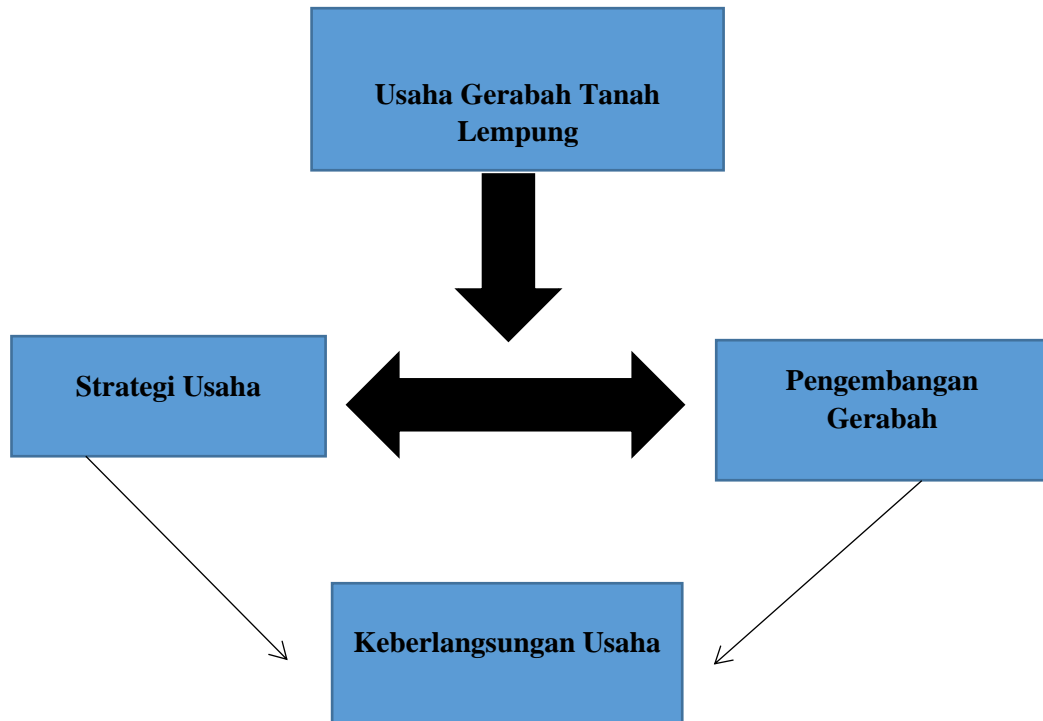 Usaha Gerabah Tanah
Lempung
Strategi Usaha
Pengembangan
Gerabah
Keberlangsungan Usaha